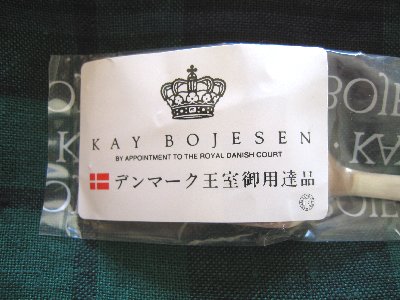 KAY BOJESEN
BY APPOINTMENT TO THE ROYAL DANISH COURT
デンマーク王室御用達品